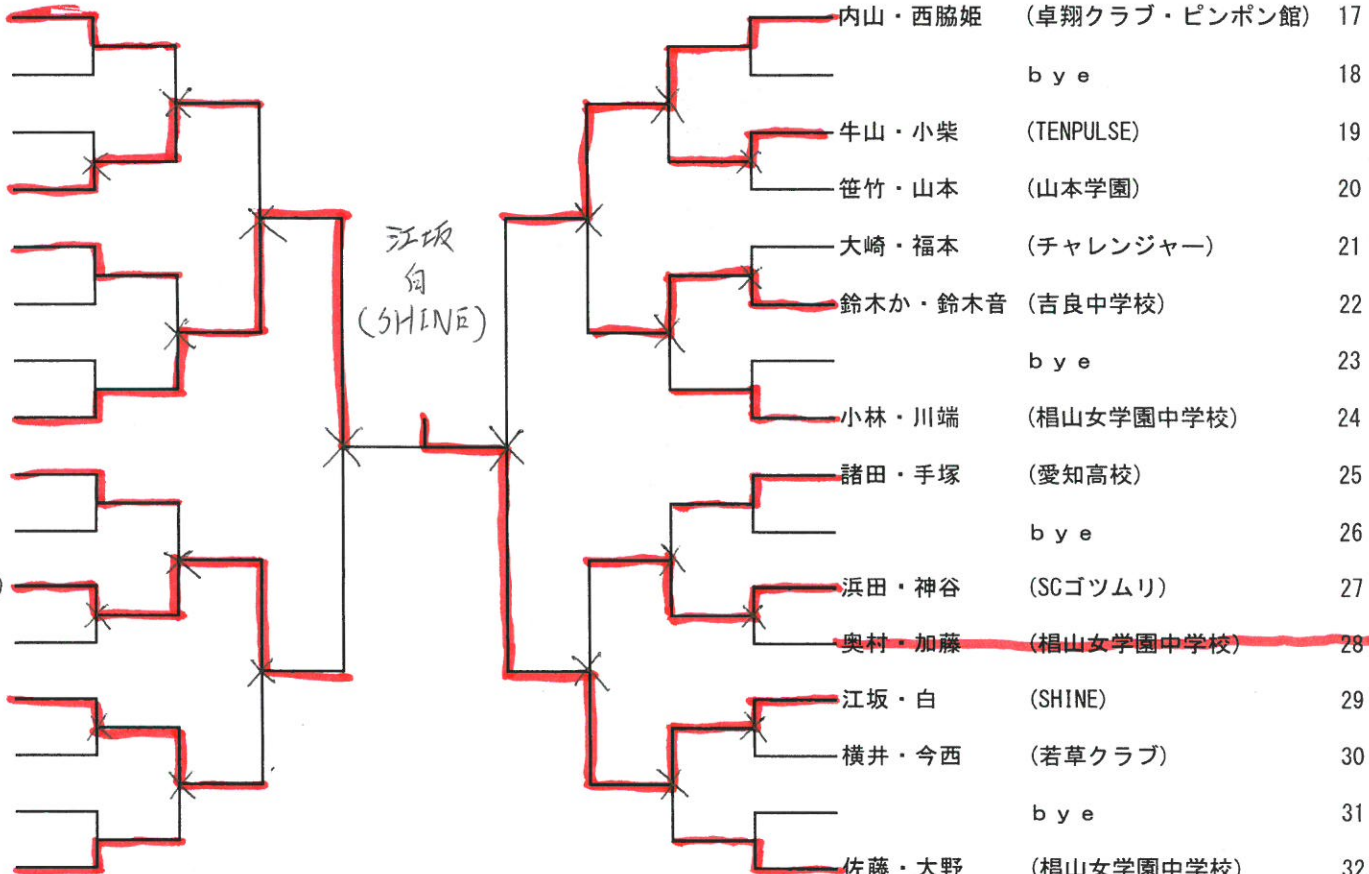 内山・西脇姫 (卓翔クラブ・ピンポン館) 17
bye 18
牛山・小柴 (TENPULSE) 19
笹竹・山本 (山本学園) 20
大崎・福本 (チャレンジャー) 21
鈴木か・鈴木音 (吉良中学校) 22
bye 23
小林・川端 (椙山女学園中学校) 24
諸田・手塚 (愛知高校) 25
bye 26
浜田・神谷 (SCゴツムリ) 27
奥村・加藤 (椙山女学園中学校) 28
江坂・白 (SHINE) 29
横井・今西 (若草クラブ) 30
bye 31
佐藤・大野 (椙山女学園中学校) 32
江坂
白
(SHINE)
)